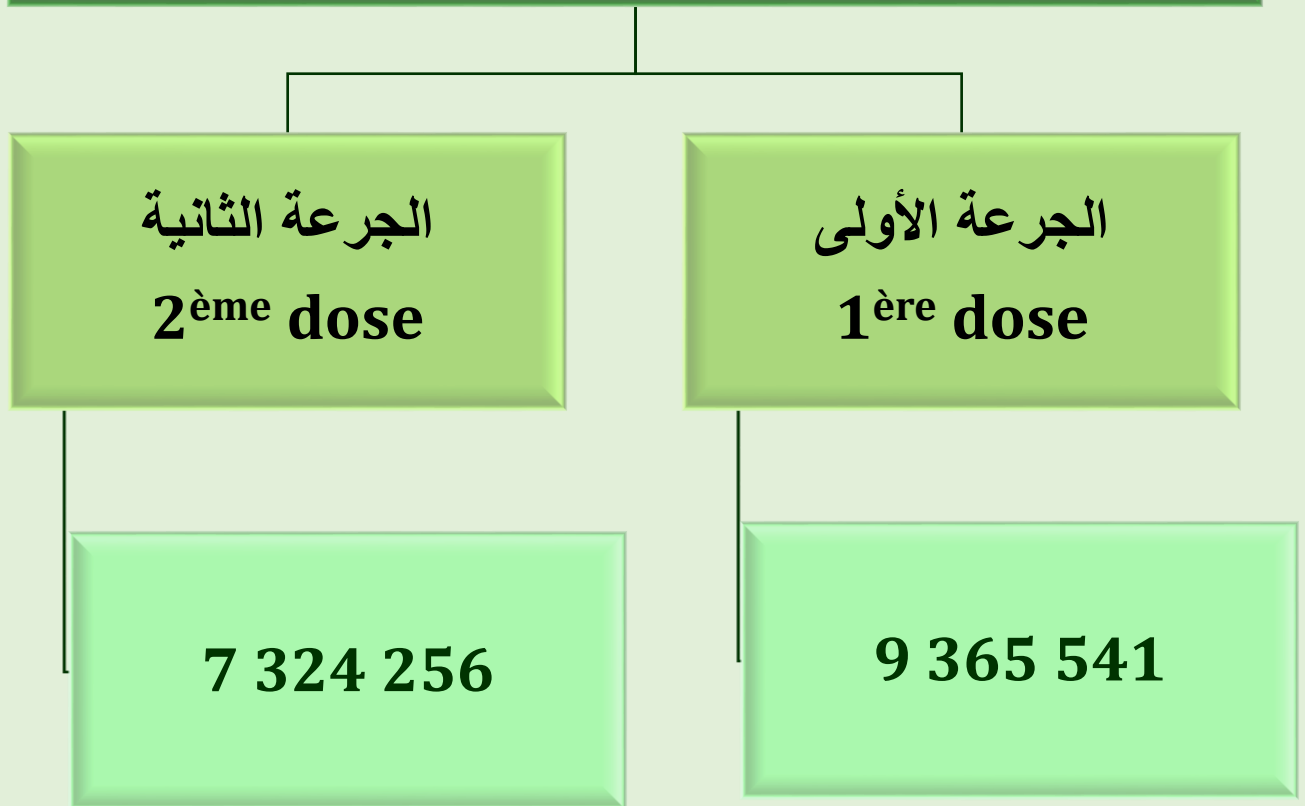 الجرعة الأولى
1ère dose
الجرعة الثانية
2ème dose
9 365 541
7 324 256